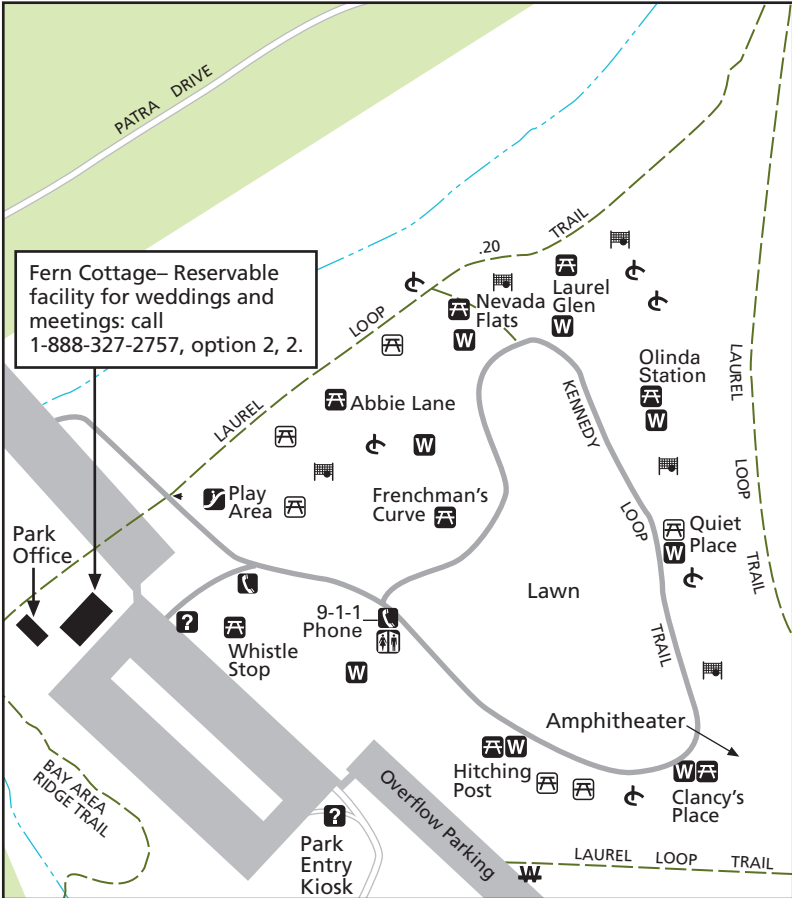 PATRA DRIVE
Fern Cottage– Reservable
facility for weddings and
meetings: call
1-888-327-2757, option 2, 2.
.20
LAUREL LOOP TRAIL
Nevada
Flats
W
Laurel
Glen
W
Olinda
Station
W
LAUREL LOOP TRAIL
Abbie Lane
W
KENNEDY LOOP TRAIL
Play
Area
Frenchman's
Curve
Quiet
Place
W
Park
Office
?
Whistle
Stop
9-1-1
Phone
W
Lawn
Amphitheater
BAY AREA
RIDGE TRAIL
W
Hitching
Post
W
Clancy's
Place
?
Park
Entry
Kiosk
Overflow Parking
W
LAUREL LOOP TRAIL